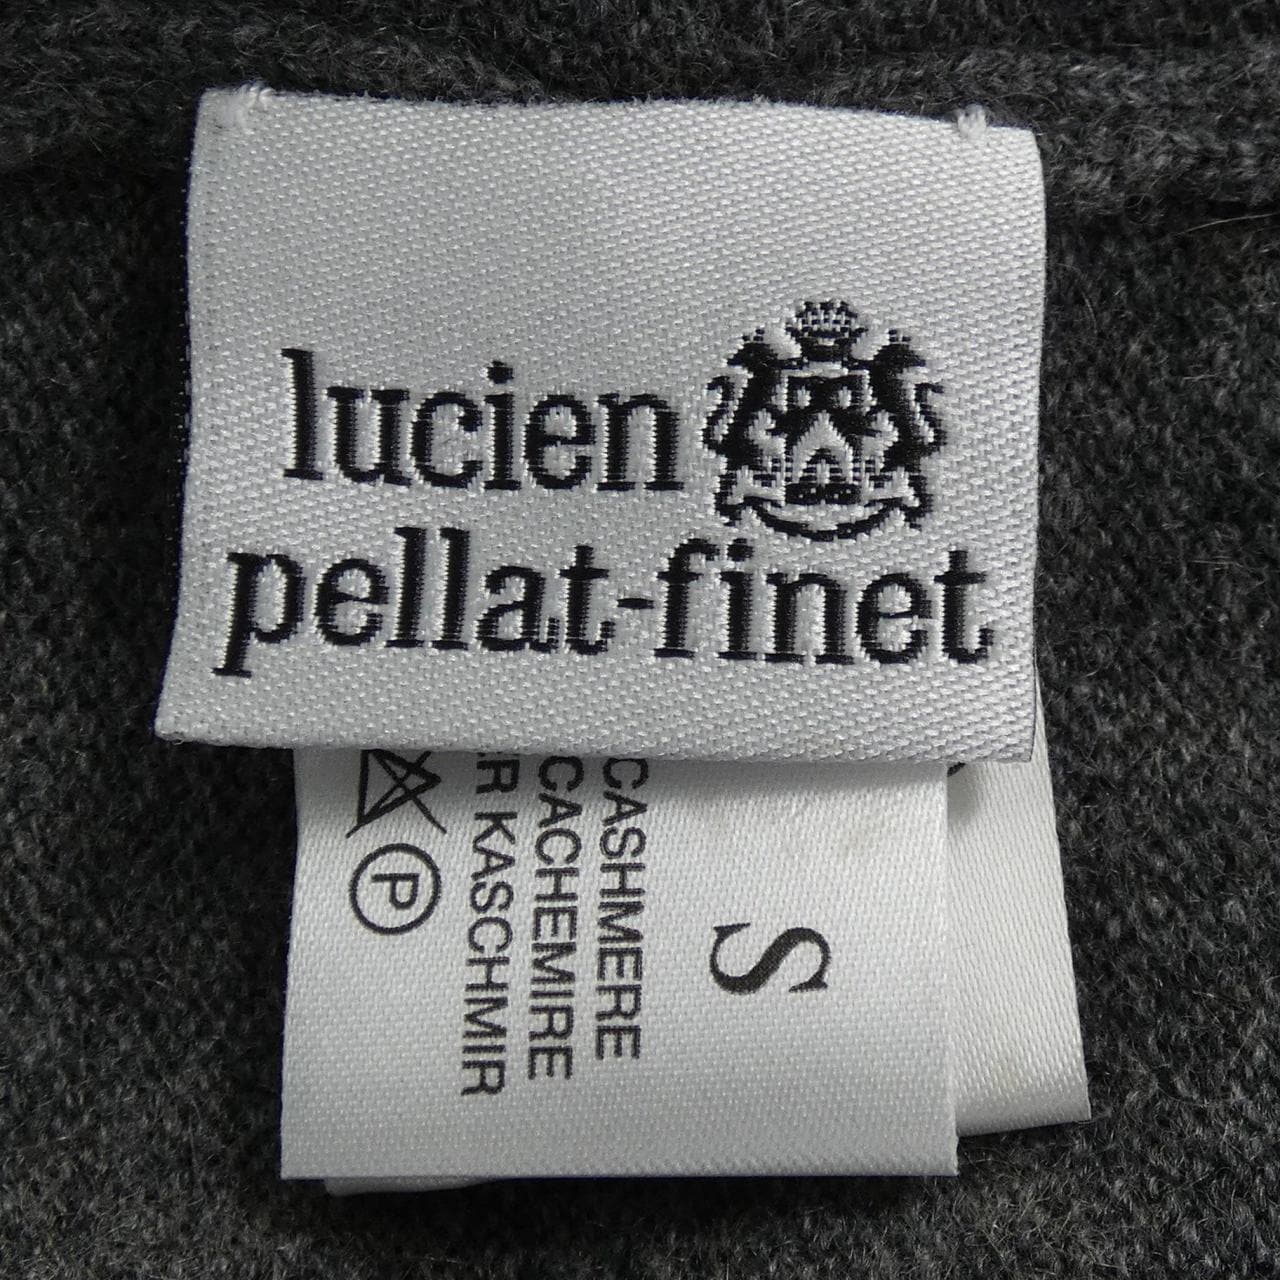 lucien
pellat-finet
CASHMERE
CACHEMIRE
KASCHMIR
S
P